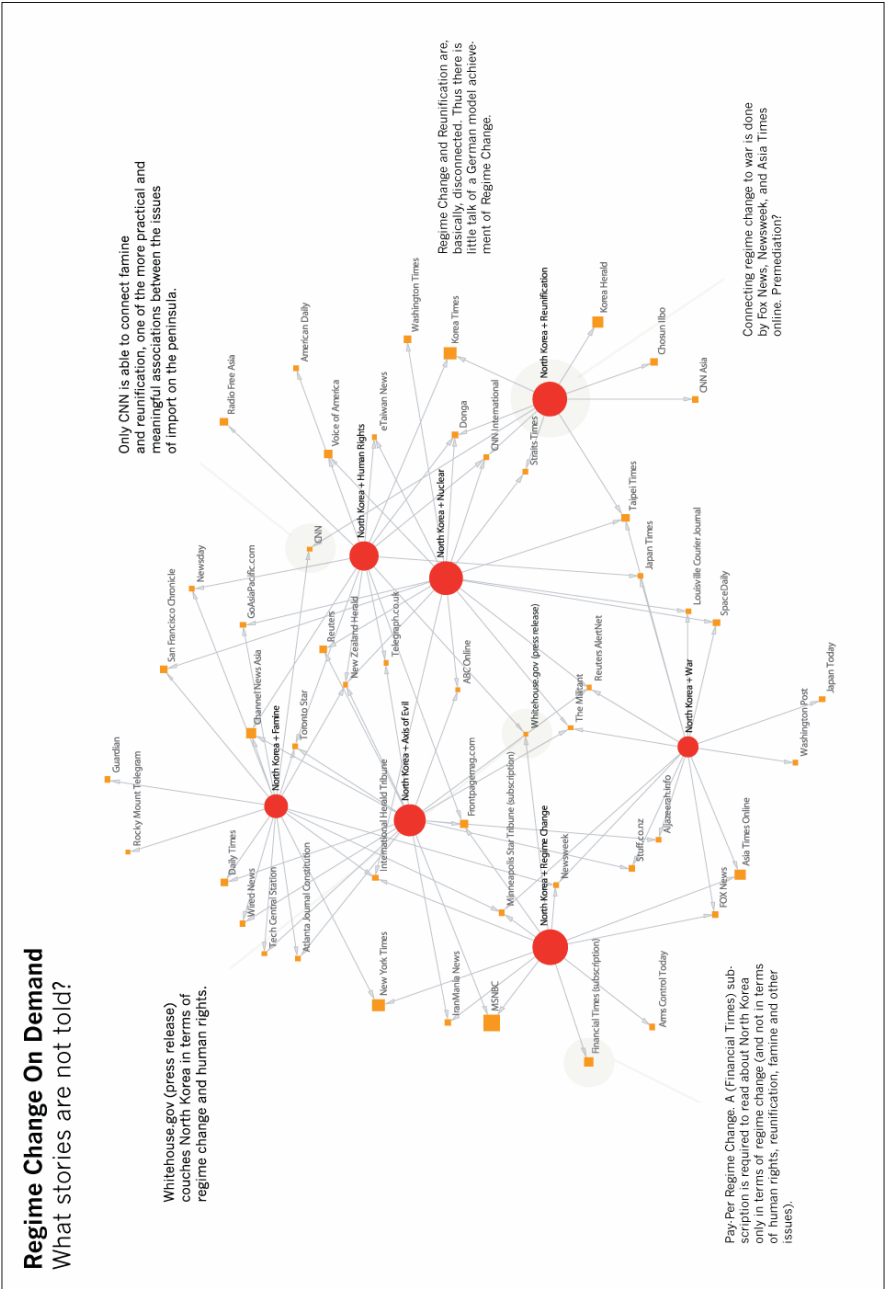 Regime Change On Demand
What stories are not told?
Whitehouse.gov (press release)
couches North Korea in terms of
regime change and human rights.
Only CNN is able to connect famine
and reunification, one of the more practical and
meaningful associations between the issues
of import on the peninsula.
Regime Change and Reunification are,
basically, disconnected. Thus there is
little talk of a German model achieve-
ment of Regime Change.
Pay-Per Regime Change. A (Financial Times) sub-
scription is required to read about North Korea
only in terms of regime change (and not in terms
of human rights, reunification, famine and other
issues).
Connecting regime change to war is done
by Fox News, Newsweek, and Asia Times
online. Premediation?
Guardian
Rocky Mount Telegram
San Francisco Chronicle
Newsday
Radio Free Asia
Daily Times
Wired News
GoAsiaPacific.com
Channel News Asia
Tech Central Station
North Korea + Famine
American Daily
Atlanta Journal Constitution
Toronto Star
CNN
Reuters
Voice of America
New Zealand Herald
North Korea + Human Rights
New York Times
International Herald Tribune
Telegraph.co.uk
eTaiwan News
North Korea + Axis of Evil
Washington Times
IranMania News
North Korea + Nuclear
Korea Times
ABC Online
Donga
Frontpagemag.com
MSNBC
CNN International
Minneapolis Star Tribune (subscription)
Whitehouse.gov (press release)
Straits Times
North Korea + Regime Change
North Korea + Reunification
Newsweek
The Militant
Financial Times (subscription)
Reuters AlertNet
Korea Herald
Stuff.co.nz
Taipei Times
Arms Control Today
Aljazeerah.info
Japan Times
Chosun Ilbo
North Korea + War
Louisville Courier Journal
CNN Asia
FOX News
SpaceDaily
Asia Times Online
Washington Post
Japan Today